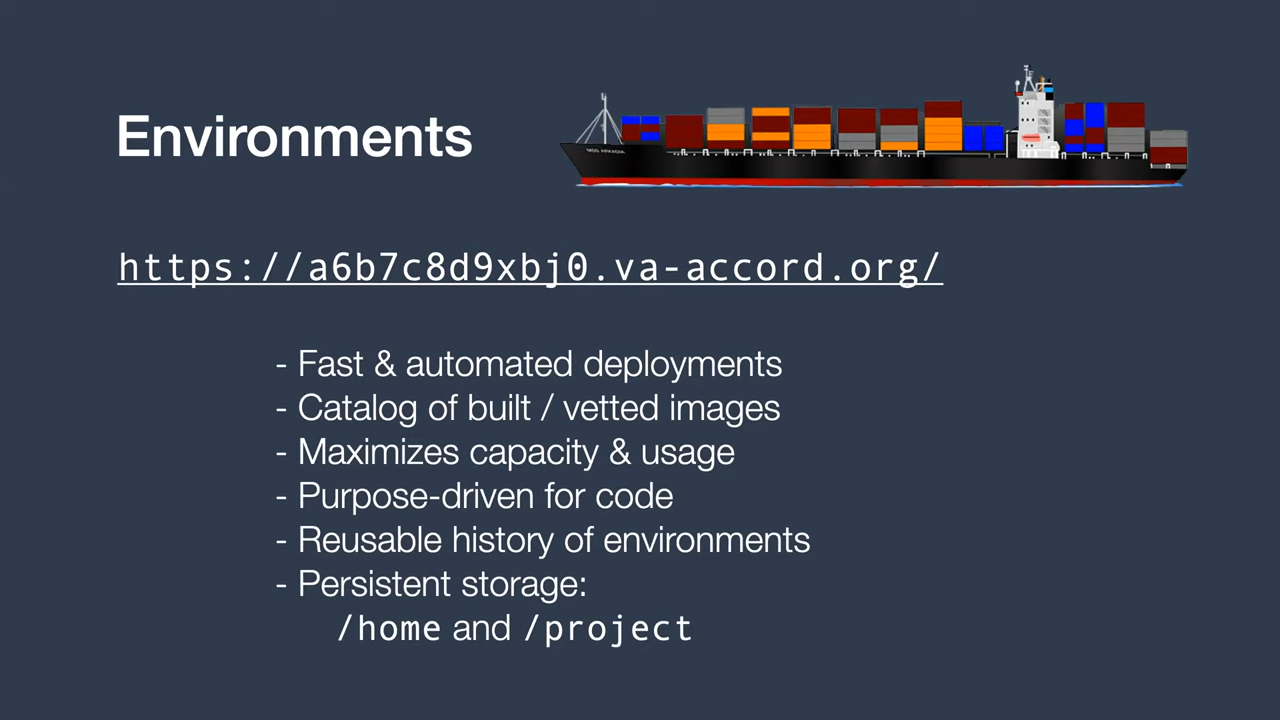 Environments
https://a6b7c8d9xbj0.va-accord.org/
- Fast & automated deployments
- Catalog of built / vetted images
- Maximizes capacity & usage
- Purpose-driven for code
- Reusable history of environments
- Persistent storage:
/home and /project